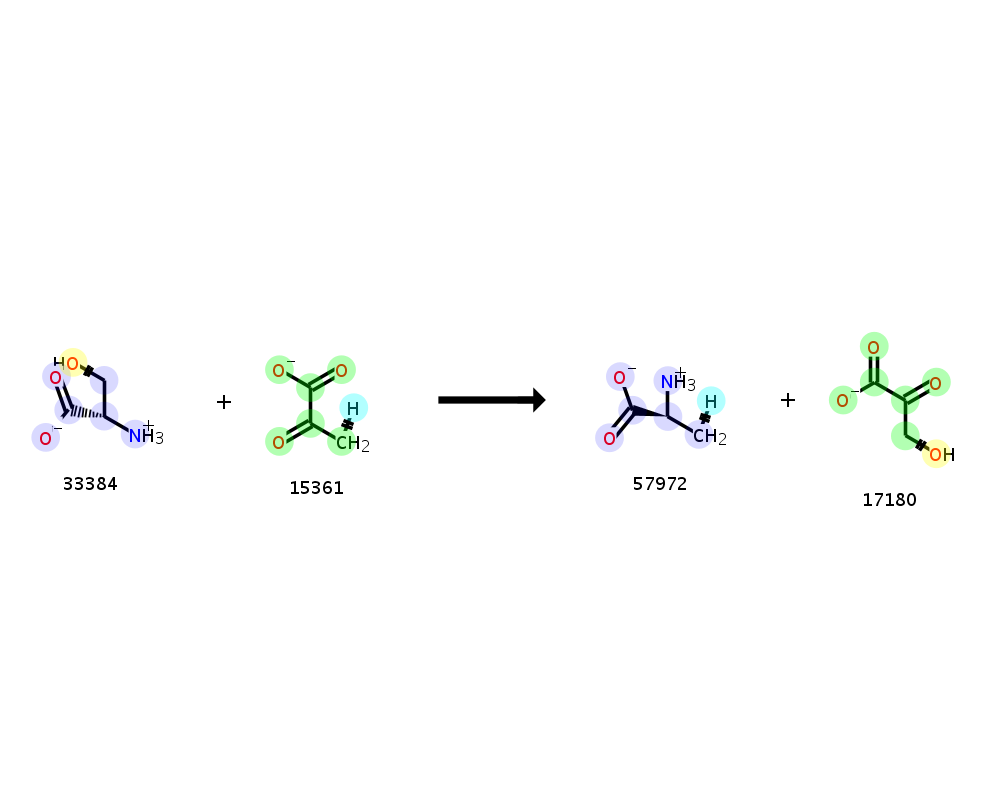 HO O O⁻ NH₃⁺
33384
+
O⁻ O O H CH₂
15361
O⁻ O NH₃⁺ H CH₂
57972
+
O O⁻ O OH
17180